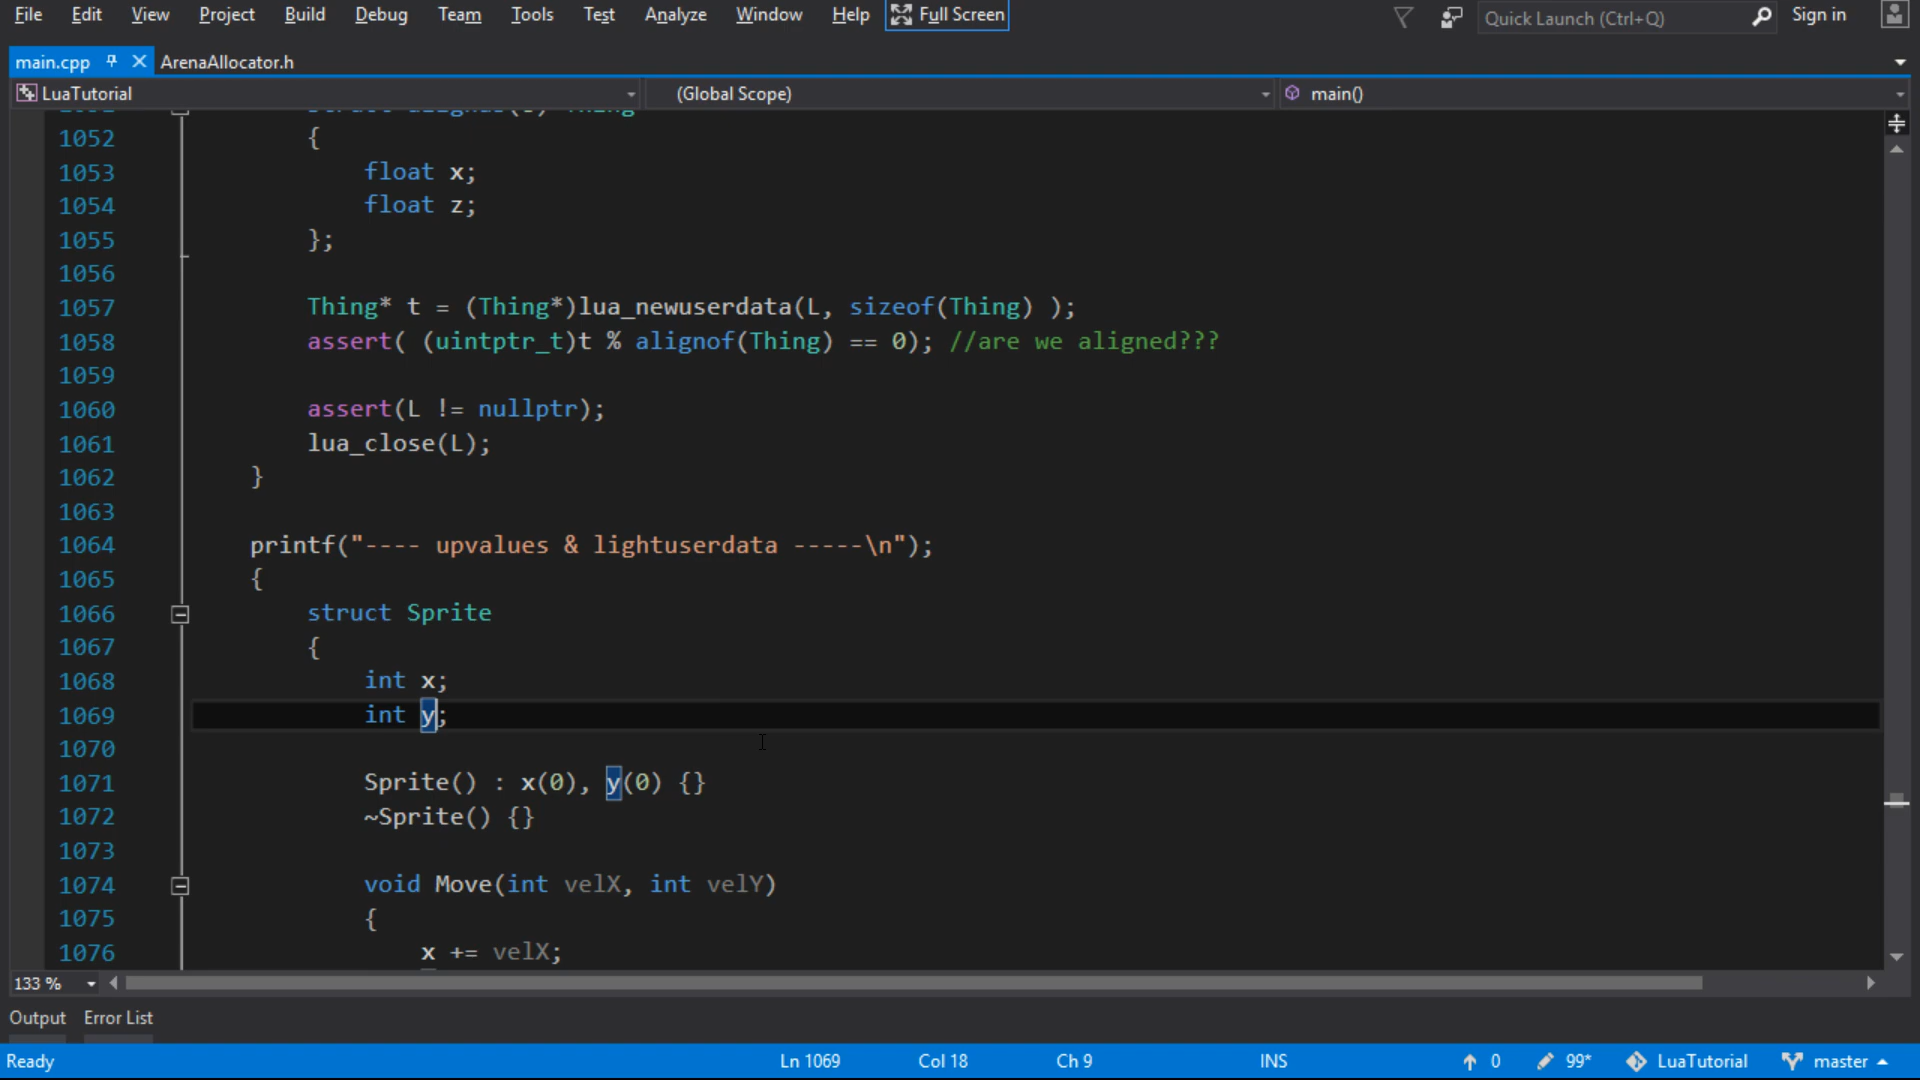 File Edit View Project Build Debug Team Tools Test Analyze Window Help Full Screen Quick Launch (Ctrl+Q) Sign in
main.cpp ArenaAllocator.h
LuaTutorial (Global Scope) main()
1052 {
1053 float x;
1054 float z;
1055 };
1056
1057 Thing* t = (Thing*)lua_newuserdata(L, sizeof(Thing) );
1058 assert( (uintptr_t)t % alignof(Thing) == 0); //are we aligned???
1059
1060 assert(L != nullptr);
1061 lua_close(L);
1062 }
1063
1064 printf("---- upvalues & lightuserdata -----\n");
1065 {
1066 struct Sprite
1067 {
1068 int x;
1069 int y;
1070
1071 Sprite() : x(0), y(0) {}
1072 ~Sprite() {}
1073
1074 void Move(int velX, int velY)
1075 {
1076 x += velX;
133 %
Output Error List
Ready Ln 1069 Col 18 Ch 9 INS 0 99* LuaTutorial master